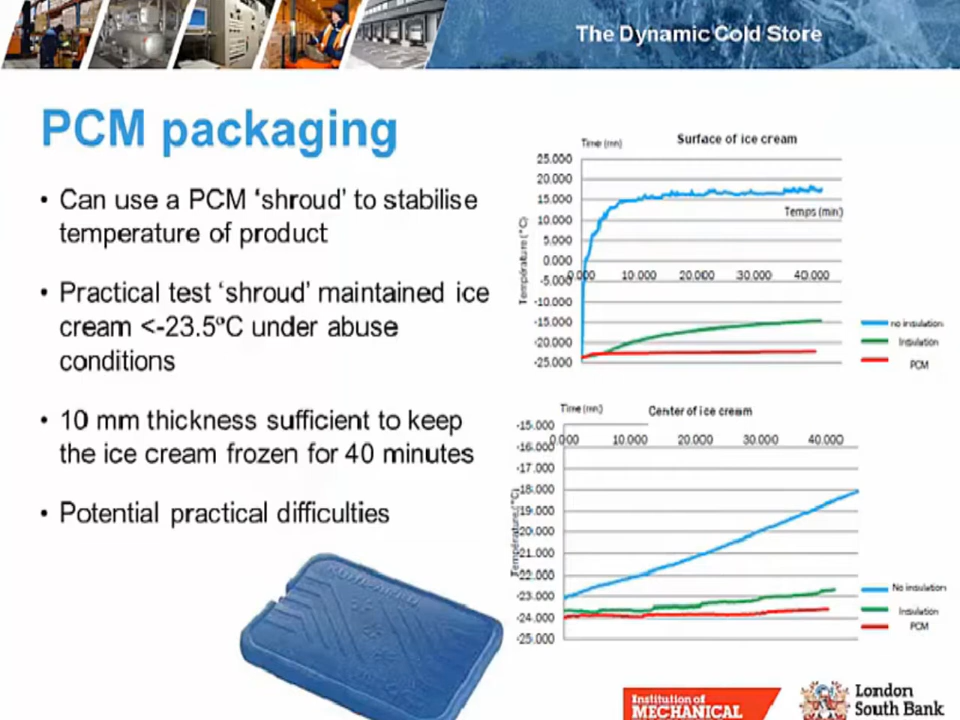 The Dynamic Cold Store
PCM packaging
• Can use a PCM ‘shroud’ to stabilise
temperature of product
• Practical test ‘shroud’ maintained ice
cream <-23.5ºC under abuse
conditions
• 10 mm thickness sufficient to keep
the ice cream frozen for 40 minutes
• Potential practical difficulties
Time (mn)
Surface of ice cream
25.000
20.000
15.000
10.000
5.000
0.000
-5.000
-10.000
-15.000
-20.000
-25.000
Température (°C)
Temps (min)
0.000 10.000 20.000 30.000 40.000
no insulation
Insulation
PCM
Time (mn)
Center of ice cream
-15.000
-16.000
-17.000
-18.000
-19.000
-20.000
-21.000
-22.000
-23.000
-24.000
-25.000
Température (°C)
0.000 10.000 20.000 30.000 40.000
No insulation
Insulation
PCM
Institution of
MECHANICAL
London
South Bank